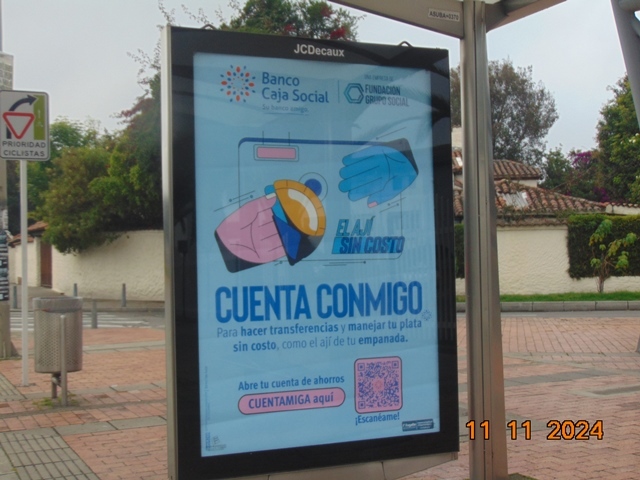 ASUBA+0370
JCDecaux
Banco
Caja Social
Su banco amigo
UNA EMPRESA DE
FUNDACIÓN
GRUPO SOCIAL
PRIORIDAD
CICLISTAS
EL AJÍ
SIN COSTO
CUENTA CONMIGO
Para hacer transferencias y manejar tu plata
sin costo, como el ají de tu empanada.
Abre tu cuenta de ahorros
CUENTAMIGA aquí
¡Escanéame!
11 11 2024